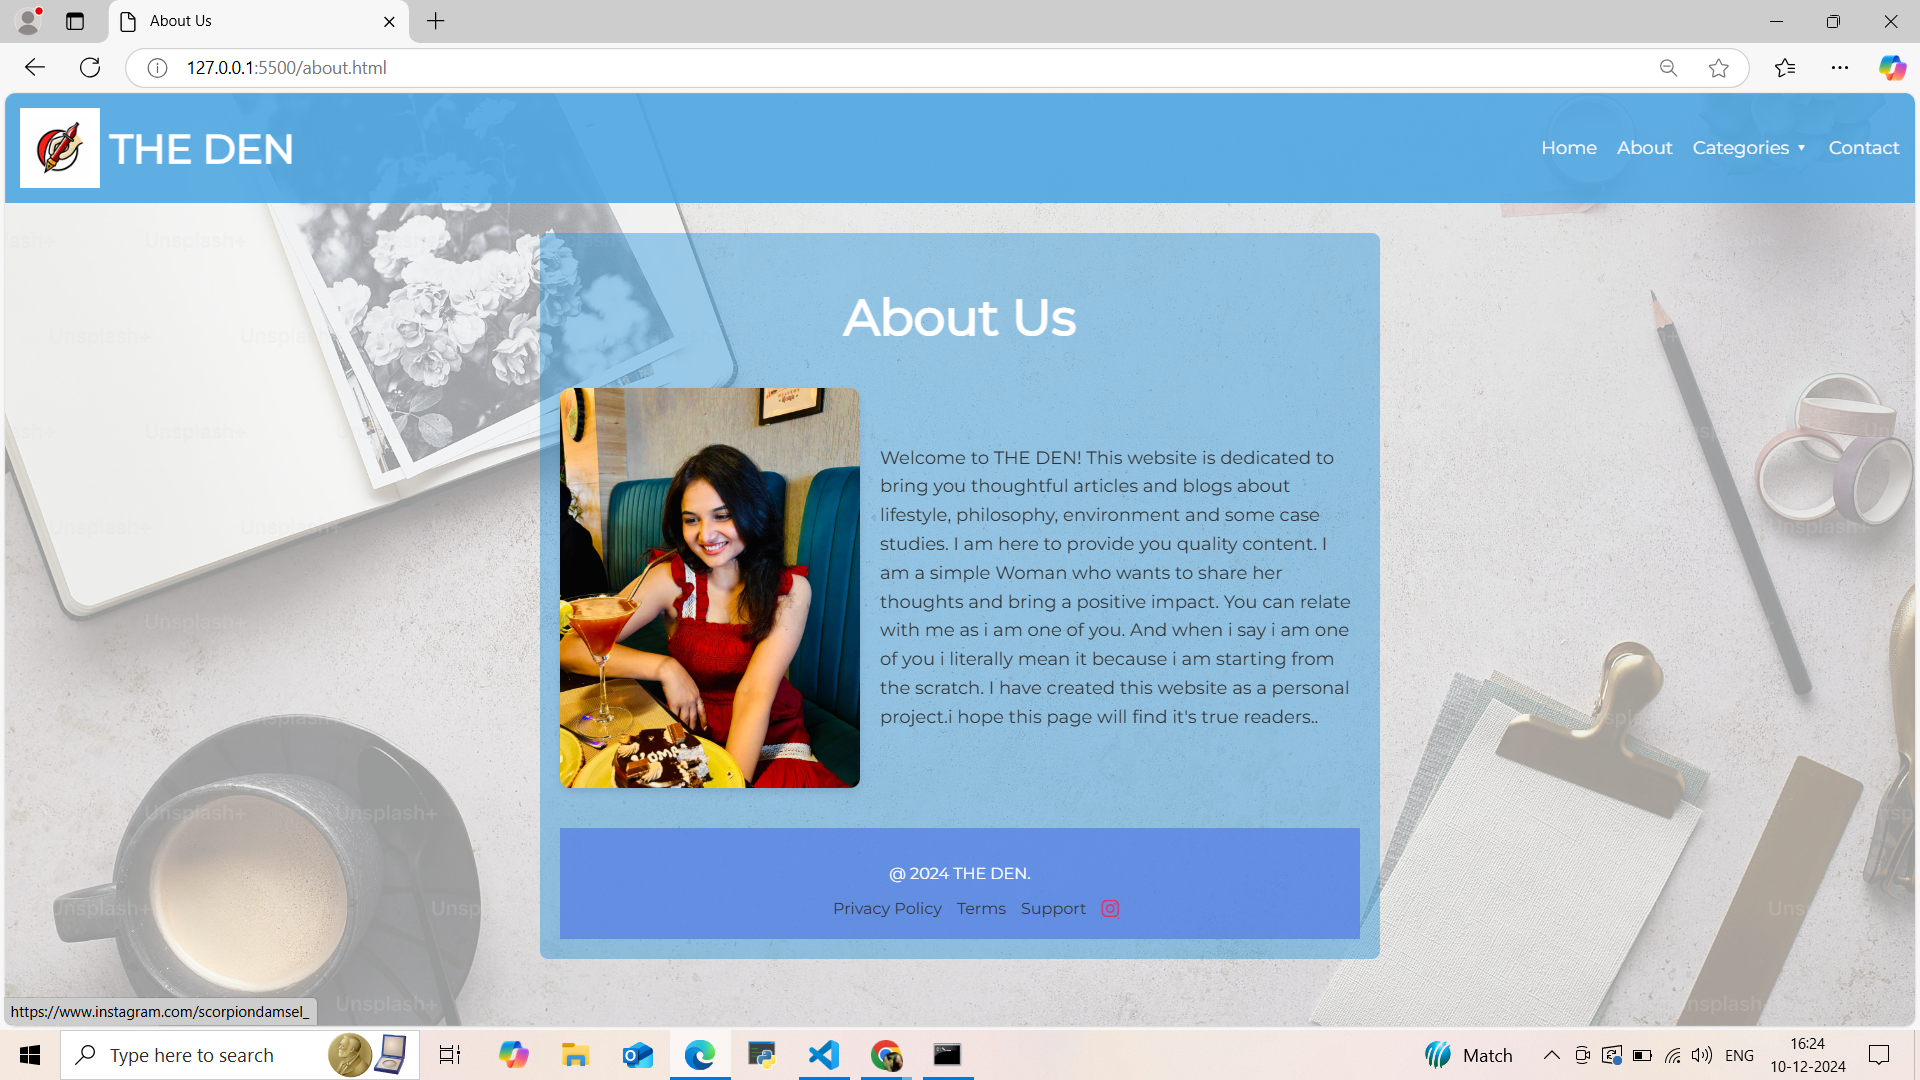 About Us
127.0.0.1:5500/about.html
THE DEN
Home About Categories ▼ Contact
About Us
Welcome to THE DEN! This website is dedicated to
bring you thoughtful articles and blogs about
lifestyle, philosophy, environment and some case
studies. I am here to provide you quality content. I
am a simple Woman who wants to share her
thoughts and bring a positive impact. You can relate
with me as i am one of you. And when i say i am one
of you i literally mean it because i am starting from
the scratch. I have created this website as a personal
project.i hope this page will find it's true readers..
@ 2024 THE DEN.
Privacy Policy Terms Support
Unsplash+
https://www.instagram.com/scorpiondamsel_
Type here to search
Match
ENG
16:24
10-12-2024